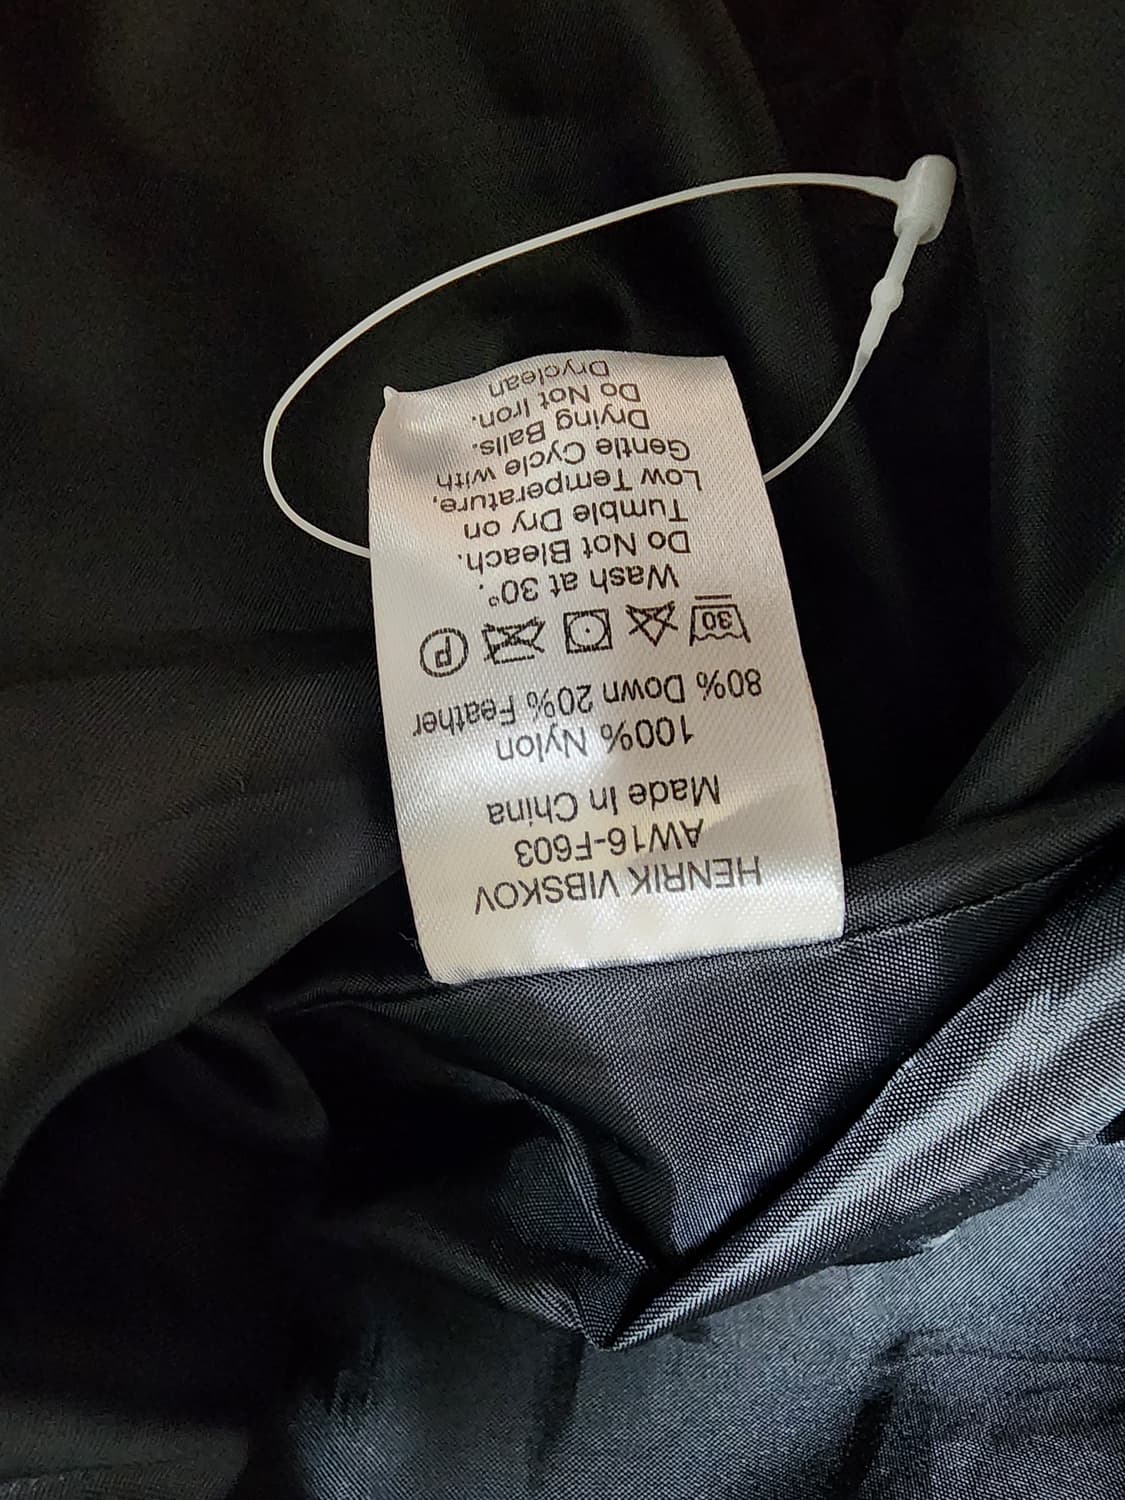 HENRIK VIBSKOV
AW16-F603
Made In China
100% Nylon
80% Down 20% Feather
30 P
Wash at 30°.
Do Not Bleach.
Tumble Dry on
Low Temperature,
Gentle Cycle with
Drying Balls.
Do Not Iron.
Dryclean